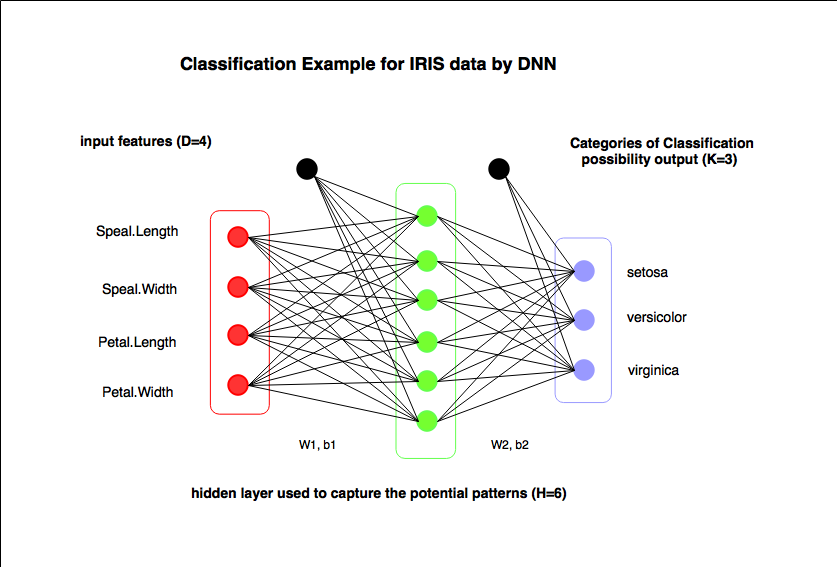 Classification Example for IRIS data by DNN
input features (D=4)
Categories of Classification
possibility output (K=3)
Speal.Length
Speal.Width
Petal.Length
Petal.Width
setosa
versicolor
virginica
W1, b1
W2, b2
hidden layer used to capture the potential patterns (H=6)